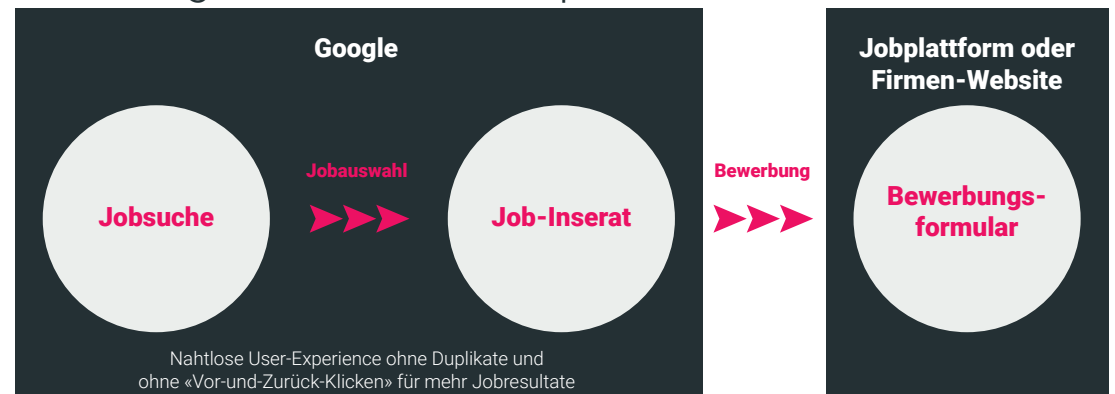 Google
Jobplattform oder
Firmen-Website
Jobsuche
Jobauswahl
Job-Inserat
Bewerbung
Bewerbungs-
formular
Nahtlose User-Experience ohne Duplikate und
ohne «Vor-und-Zurück-Klicken» für mehr Jobresultate